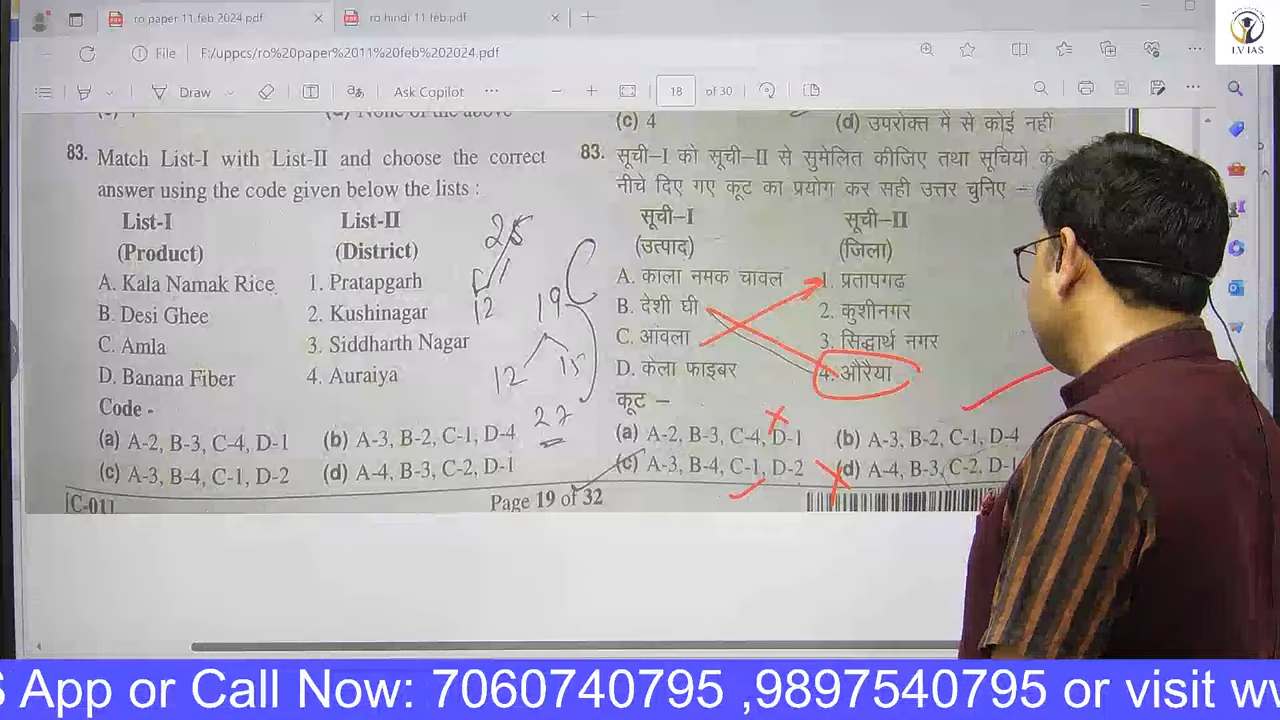 ro paper 11 feb 2024.pdf
ro hindi 11 feb.pdf
File
F:/uppcs/ro%20paper%2011%20feb%202024.pdf
LV IAS
Draw
Ask Copilot
18
of 30
(d) None of the above
(c) 4
(d) उपरोक्त में से कोई नहीं
83. Match List-I with List-II and choose the correct
answer using the code given below the lists :
List-I
List-II
(Product)
(District)
A. Kala Namak Rice
1. Pratapgarh
B. Desi Ghee
2. Kushinagar
C. Amla
3. Siddharth Nagar
D. Banana Fiber
4. Auraiya
Code -
(a) A-2, B-3, C-4, D-1
(b) A-3, B-2, C-1, D-4
(c) A-3, B-4, C-1, D-2
(d) A-4, B-3, C-2, D-1
12
19
12
15
27
83. सूची–I को सूची–II से सुमेलित कीजिए तथा सूचियो के
नीचे दिए गए कूट का प्रयोग कर सही उत्तर चुनिए –
सूची–I
सूची–II
(उत्पाद)
(जिला)
A. काला नमक चावल
1. प्रतापगढ
B. देशी घी
2. कुशीनगर
C. आंवला
3. सिद्धार्थ नगर
D. केला फाइबर
4. औरैया
कूट –
(a) A-2, B-3, C-4, D-1
(b) A-3, B-2, C-1, D-4
(c) A-3, B-4, C-1, D-2
(d) A-4, B-3, C-2, D-1
[C-01]
Page 19 of 32
App or Call Now: 7060740795 ,9897540795 or visit